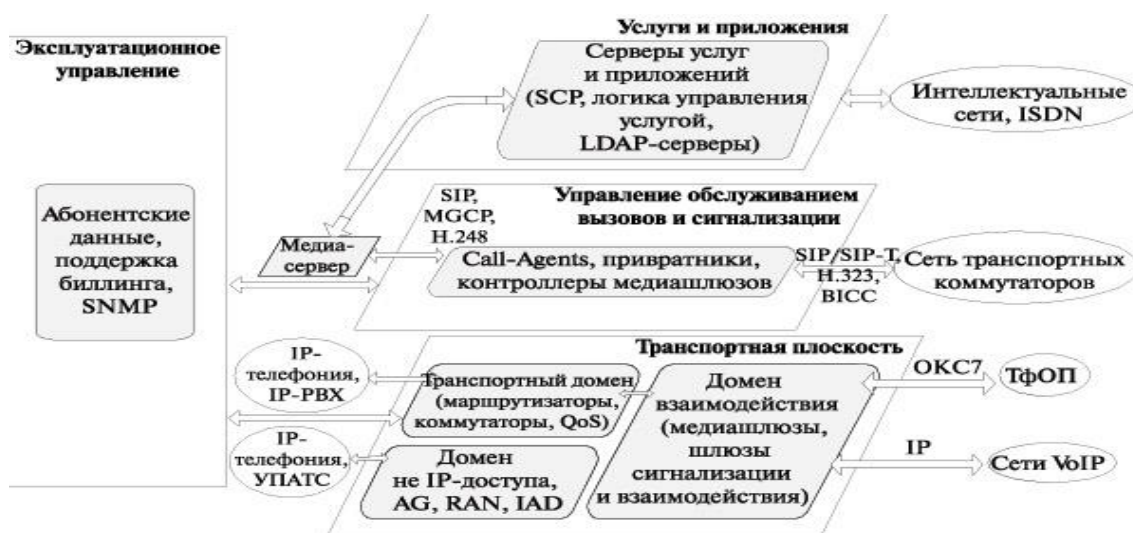 Эксплуатационное
управление
Абонентские
данные,
поддержка
биллинга,
SNMP
Услуги и приложения
Серверы услуг
и приложений
(SCP, логика управления
услугой,
LDAP-серверы)
Интеллектуальные
сети, ISDN
Управление обслуживанием
вызовов и сигнализации
SIP,
MGCP,
H.248
Медиа-
сервер
Call-Agents, привратники,
контроллеры медиашлюзов
SIP/SIP-T,
H.323,
BICC
Сеть транспортных
коммутаторов
Транспортная плоскость
IP-
телефония,
IP-PBX
Транспортный домен
(маршрутизаторы,
коммутаторы, QoS)
Домен
взаимодействия
(медиашлюзы,
шлюзы
сигнализации
и взаимодействия)
ОКС7
ТфОП
IP-
телефония,
УПАТС
Домен
не IP-доступа,
AG, RAN, IAD
IP
Сети VoIP